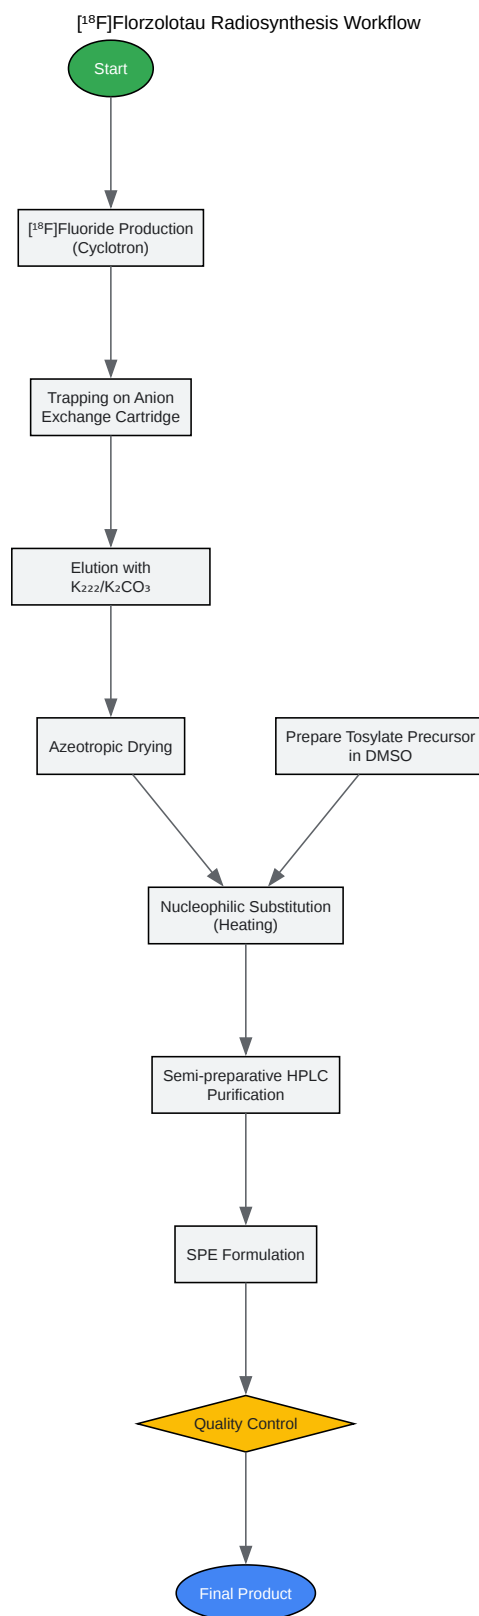 [¹⁸F]Florzolotau Radiosynthesis Workflow
Start
[¹⁸F]Fluoride Production
(Cyclotron)
Trapping on Anion
Exchange Cartridge
Elution with
K₂₂₂/K₂CO₃
Azeotropic Drying
Prepare Tosylate Precursor
in DMSO
Nucleophilic Substitution
(Heating)
Semi-preparative HPLC
Purification
SPE Formulation
Quality Control
Final Product